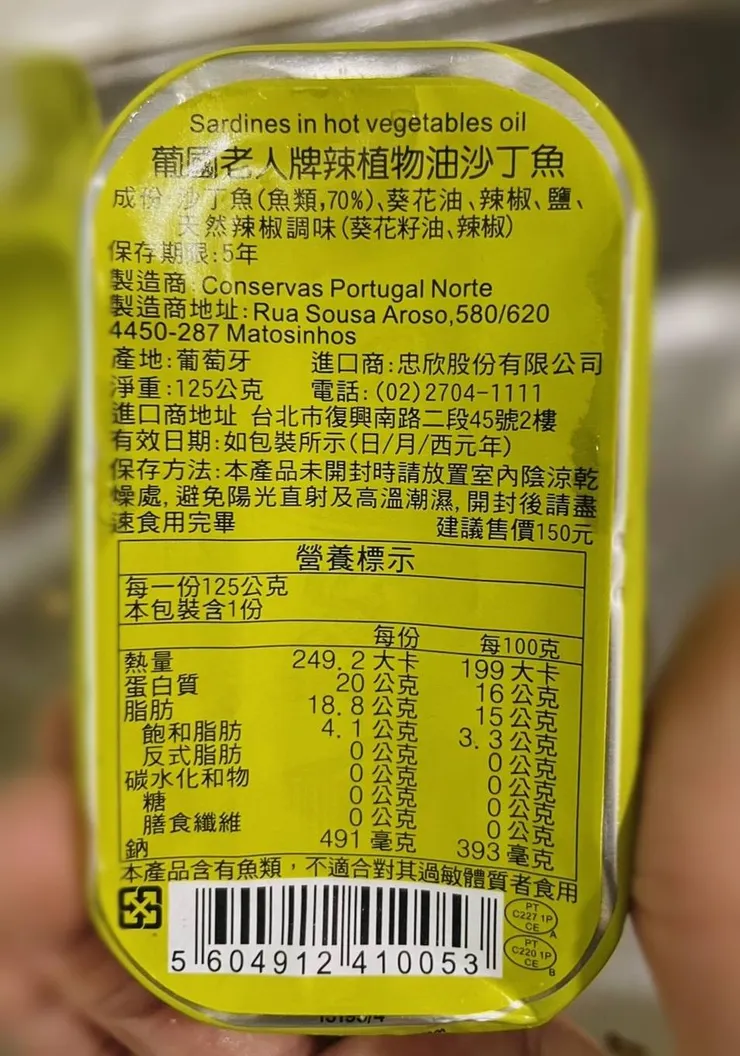 Sardines in hot vegetables oil
葡國老人牌辣植物油沙丁魚
成份 沙丁魚(魚類,70%)、葵花油、辣椒、鹽、
天然辣椒調味(葵花籽油、辣椒)
保存期限:5年
製造商:Conservas Portugal Norte
製造商地址:Rua Sousa Aroso,580/620
4450-287 Matosinhos
產地:葡萄牙 進口商:忠欣股份有限公司
淨重:125公克 電話:(02)2704-1111
進口商地址 台北市復興南路二段45號2樓
有效日期:如包裝所示(日/月/西元年)
保存方法:本產品未開封時請放置室內陰涼乾
燥處,避免陽光直射及高溫潮濕,開封後請盡
速食用完畢 建議售價150元
營養標示
每一份125公克
本包裝含1份
每份 每100克
熱量 249.2大卡 199大卡
蛋白質 20公克 16公克
脂肪 18.8公克 15公克
飽和脂肪 4.1公克 3.3公克
反式脂肪 0公克 0公克
碳水化和物 0公克 0公克
糖 0公克 0公克
膳食纖維 0公克 0公克
鈉 491毫克 393毫克
本產品含有魚類，不適合對其過敏體質者食用
PT
C227 1P
CE
A
PT
C220 1P
CE
B
5 604912 410053